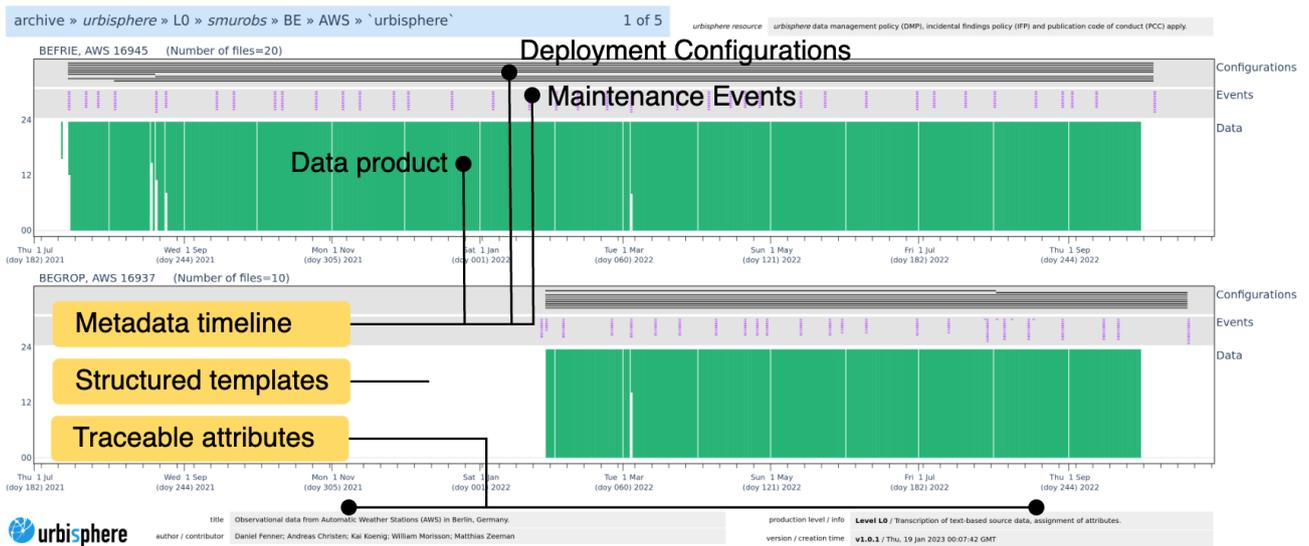 archive » urbisphere » L0 » smurobs » BE » AWS » `urbisphere` 1 of 5
urbisphere resource urbisphere data management policy (DMP), incidental findings policy (IFP) and publication code of conduct (PCC) apply.
BEFRIE, AWS 16945 (Number of files=20)
Deployment Configurations
Configurations
Maintenance Events
Events
24
Data
Data product
12
00
Thu 1 Jul Wed 1 Sep Mon 1 Nov Sat 1 Jan Tue 1 Mar Sun 1 May Fri 1 Jul Thu 1 Sep
(doy 182) 2021 (doy 244) 2021 (doy 305) 2021 (doy 001) 2022 (doy 060) 2022 (doy 121) 2022 (doy 182) 2022 (doy 244) 2022
BEGROP, AWS 16937 (Number of files=10)
Configurations
Metadata timeline
Events
24
Data
Structured templates
12
Traceable attributes
00
Thu 1 Jul Wed 1 Sep Mon 1 Nov Sat 1 Jan Tue 1 Mar Sun 1 May Fri 1 Jul Thu 1 Sep
(doy 182) 2021 (doy 244) 2021 (doy 305) 2021 (doy 001) 2022 (doy 060) 2022 (doy 121) 2022 (doy 182) 2022 (doy 244) 2022
urbisphere
title Observational data from Automatic Weather Stations (AWS) in Berlin, Germany. production level / info Level L0 / Transcription of text-based source data, assignment of attributes.
author / contributor Daniel Fenner; Andreas Christen; Kai Koenig; William Morisson; Matthias Zeeman version / creation time v1.0.1 / Thu, 19 Jan 2023 00:07:42 GMT